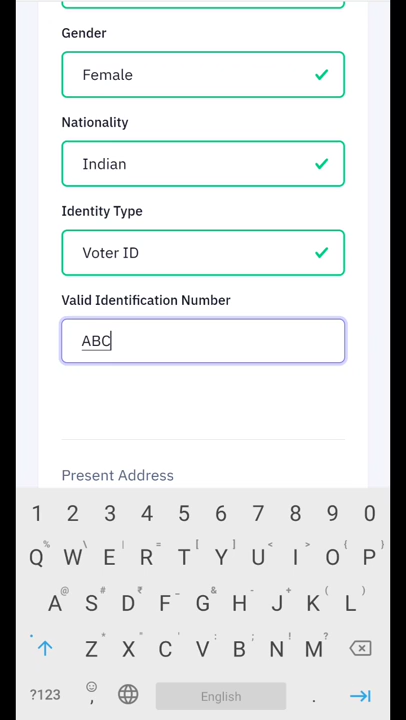 Gender
Female
Nationality
Indian
Identity Type
Voter ID
Valid Identification Number
ABC
Present Address
1 2 3 4 5 6 7 8 9 0
Q% W\ E| R= T[ Y] U< I> O{ P}
A@ S# D₹ F_ G& H- J+ K( L)
Z* X" C' V: B; N! M?
?123 , English .